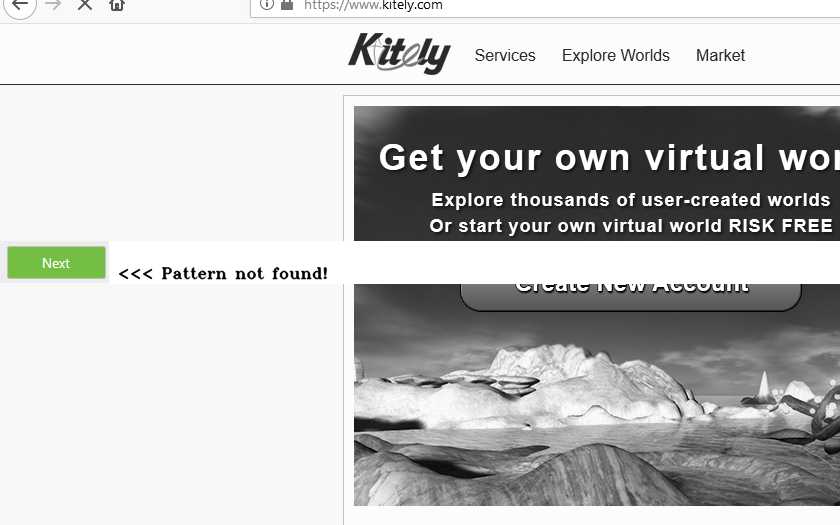 https://www.kitely.com
Kitely
Services Explore Worlds Market
Get your own virtual wor
Explore thousands of user-created worlds
Or start your own virtual world RISK FREE
Next
<<< Pattern not found!
Create New Account